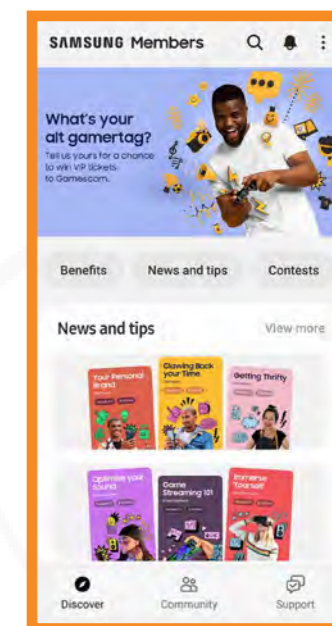 SAMSUNG Members
What's your
alt gamertag?
Tell us yours for a chance
to win VIP tickets
to Gamescom.
Benefits News and tips Contests
News and tips View more
Your Personal
Brand
Clawing Back
your Time
Getting Thrifty
Optimise your
Sound
Game
Streaming 101
Immerse
Yourself
Discover Community Support